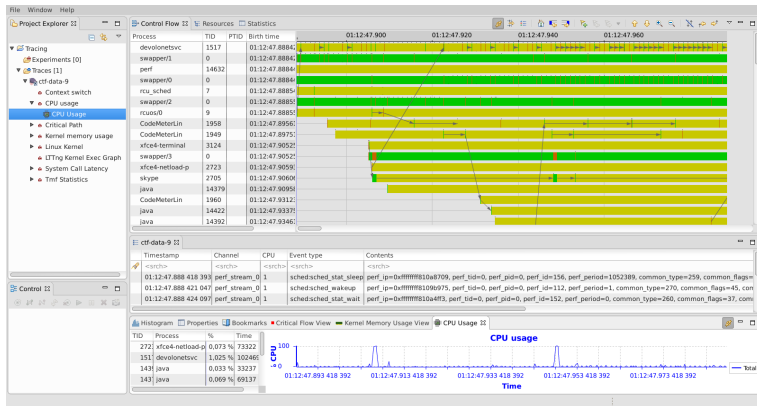 File Window Help
Project Explorer
Tracing
Experiments [0]
Traces [1]
ctf-data-9
Context switch
CPU usage
CPU Usage
Critical Path
Kernel memory usage
Linux Kernel
LTTng Kernel Exec Graph
System Call Latency
Tmf Statistics
Control
Control Flow Resources Statistics
Process TID PTID Birth time 01:12:47.900 01:12:47.920 01:12:47.940 01:12:47.960
devolonetsvc 1517 01:12:47.8884
swapper/1 0 01:12:47.8884
perf 14632 01:12:47.8884
swapper/0 0 01:12:47.8884
rcu_sched 7 01:12:47.8885
swapper/2 0 01:12:47.8885
rcuos/0 9 01:12:47.8885
CodeMeterLin 1958 01:12:47.8956
CodeMeterLin 1949 01:12:47.8975
xfce4-terminal 3124 01:12:47.9052
swapper/3 0 01:12:47.9052
xfce4-netload-p 2723 01:12:47.9059
skype 2705 01:12:47.9060
java 14379 01:12:47.9095
CodeMeterLin 1960 01:12:47.9312
java 14422 01:12:47.9337
java 14392 01:12:47.9346
ctf-data-9
Timestamp Channel CPU Event type Contents
<srch> <srch> <srch> <srch> <srch>
01:12:47.888 418 393 perf_stream_0 1 sched:sched_stat_sleep perf_ip=0xffffffff810a8709, perf_tid=0, perf_pid=0, perf_id=156, perf_period=1052389, common_type=259, common_flags=
01:12:47.888 421 047 perf_stream_0 1 sched:sched_wakeup perf_ip=0xffffffff8109b975, perf_tid=0, perf_pid=0, perf_id=112, perf_period=1, common_type=270, common_flags=45, com
01:12:47.888 424 097 perf_stream_0 1 sched:sched_stat_wait perf_ip=0xffffffff810a4ff3, perf_tid=0, perf_pid=0, perf_id=152, perf_period=0, common_type=260, common_flags=37, comi
Histogram Properties Bookmarks Critical Flow View Kernel Memory Usage View CPU Usage
TID Process % Time
272 xfce4-netload-p 0,073 % 73322
151 devolonetsvc 1,025 % 102469
143 java 0,033 % 33237
143 java 0,069 % 69137
CPU usage
% CPU
100
0
01:12:47.893 418 392 01:12:47.913 418 392 01:12:47.933 418 392 01:12:47.953 418 392 01:12:47.973 418 392
Time
Total